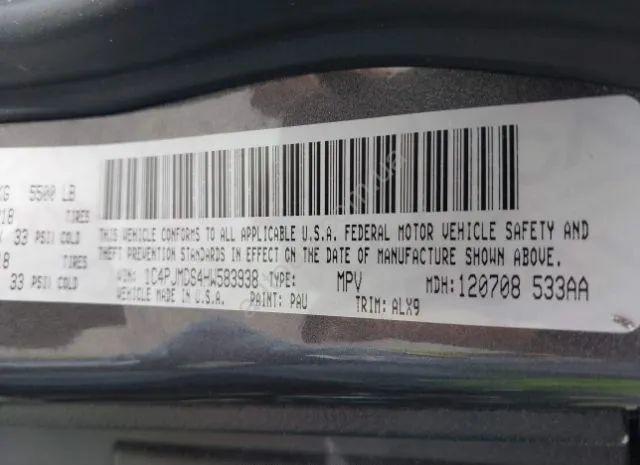 KG 5500 LB
R18 TIRES
33 PSI/COLD
18 TIRES
33 PSI/COLD
THIS VEHICLE CONFORMS TO ALL APPLICABLE U.S.A. FEDERAL MOTOR VEHICLE SAFETY AND
THEFT PREVENTION STANDARDS IN EFFECT ON THE DATE OF MANUFACTURE SHOWN ABOVE.
VIN: 1C4PJMDS4HW583938 TYPE: MPV MDH:120708 533AA
VEHICLE MADE IN U.S.A. PAINT: PAU TRIM: ALX9